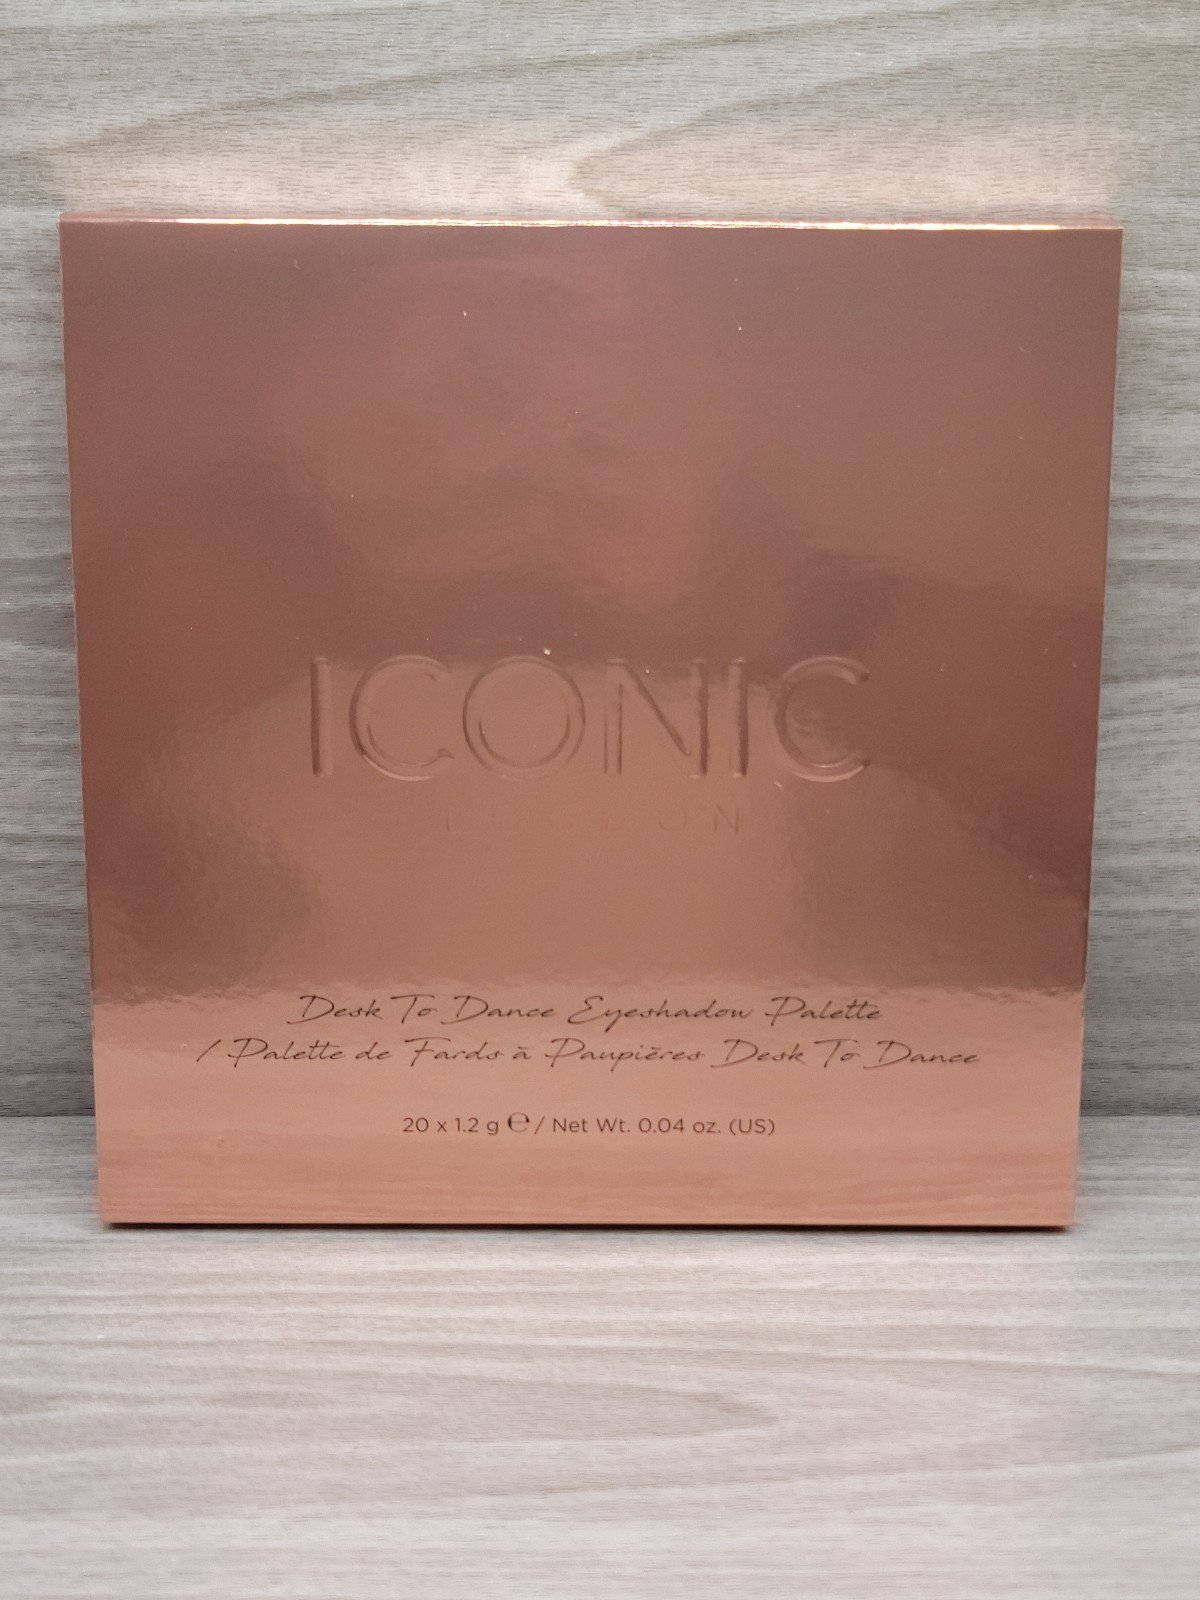 ICONIC
LONDON
Desk To Dance Eyeshadow Palette
/ Palette de Fards à Paupières Desk To Dance
20 x 1.2 g ℮ / Net Wt. 0.04 oz. (US)